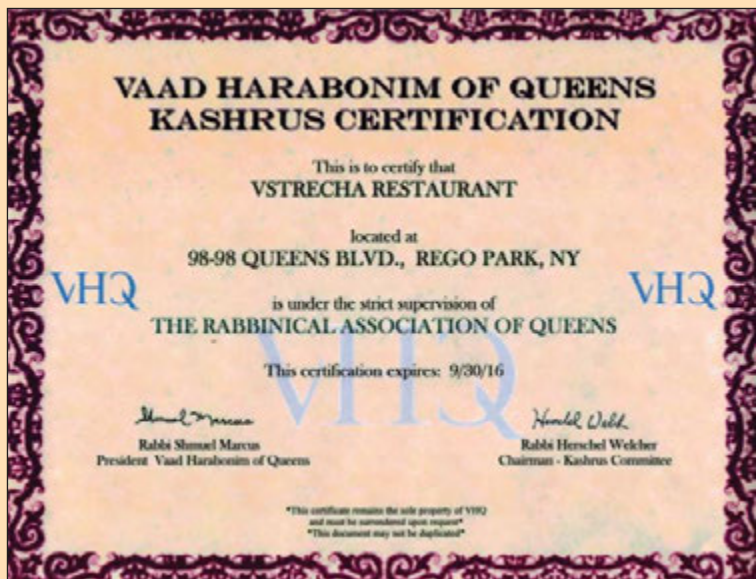 VAAD HARABONIM OF QUEENS
KASHRUS CERTIFICATION
This is to certify that
VSTRECHA RESTAURANT
located at
98-98 QUEENS BLVD., REGO PARK, NY
VHQ
VHQ
is under the strict supervision of
THE RABBINICAL ASSOCIATION OF QUEENS
VHQ
This certification expires: 9/30/16
Shmuel Marcus
Herschel Welcher
Rabbi Shmuel Marcus
Rabbi Herschel Welcher
President Vaad Harabonim of Queens
Chairman - Kashrus Committee
*This certificate remains the sole property of VHQ
and must be surrendered upon request*
*This document may not be duplicated*